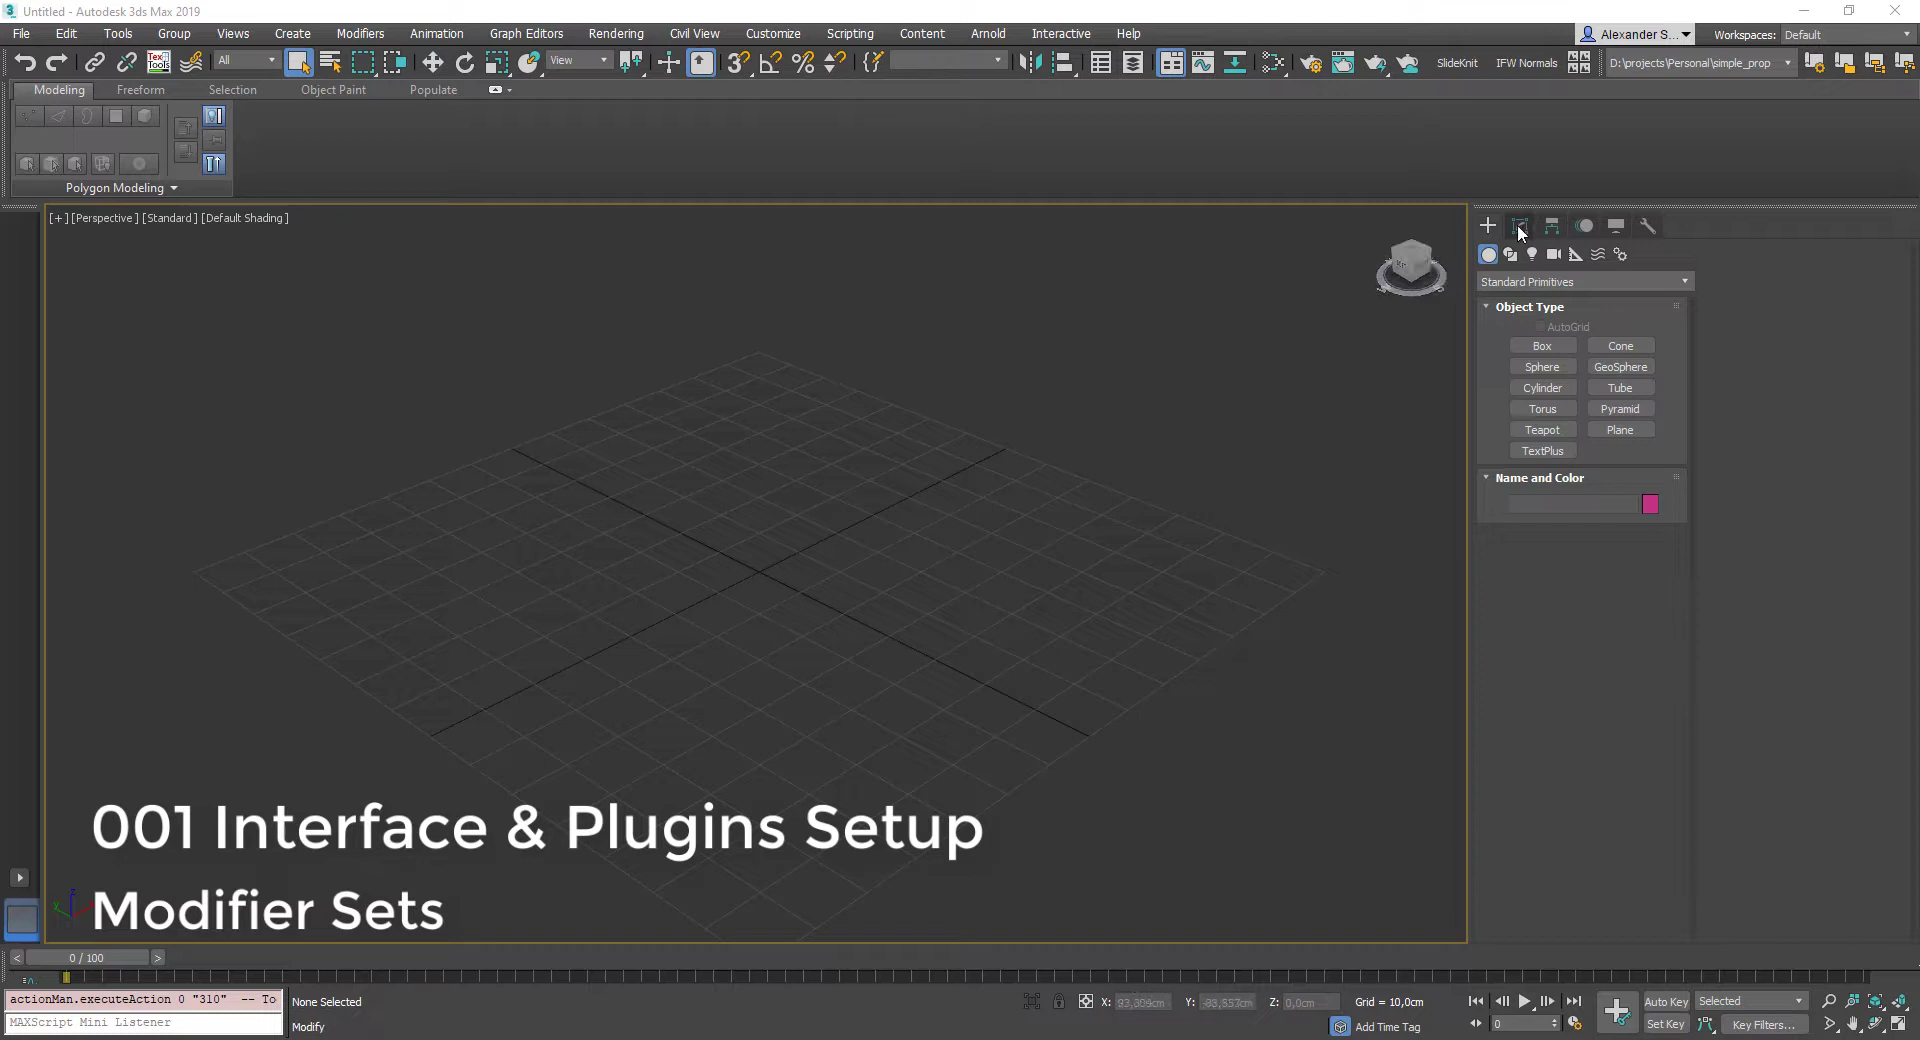 Untitled - Autodesk 3ds Max 2019
File Edit Tools Group Views Create Modifiers Animation Graph Editors Rendering Civil View Customize Scripting Content Arnold Interactive Help
Alexander S... Workspaces: Default
TexTools All View SlideKnit IFW Normals D:\projects\Personal\simple_prop
Modeling Freeform Selection Object Paint Populate
Polygon Modeling
[+] [Perspective] [Standard] [Default Shading]
Standard Primitives
Object Type
AutoGrid
Box Cone
Sphere GeoSphere
Cylinder Tube
Torus Pyramid
Teapot Plane
TextPlus
Name and Color
001 Interface & Plugins Setup
Modifier Sets
< 0 / 100 >
actionMan.executeAction 0 "310" -- To
MAXScript Mini Listener
None Selected
Modify
X: Y: Z: 0,0cm Grid = 10,0cm
Add Time Tag
0
Auto Key Selected
Set Key Key Filters...